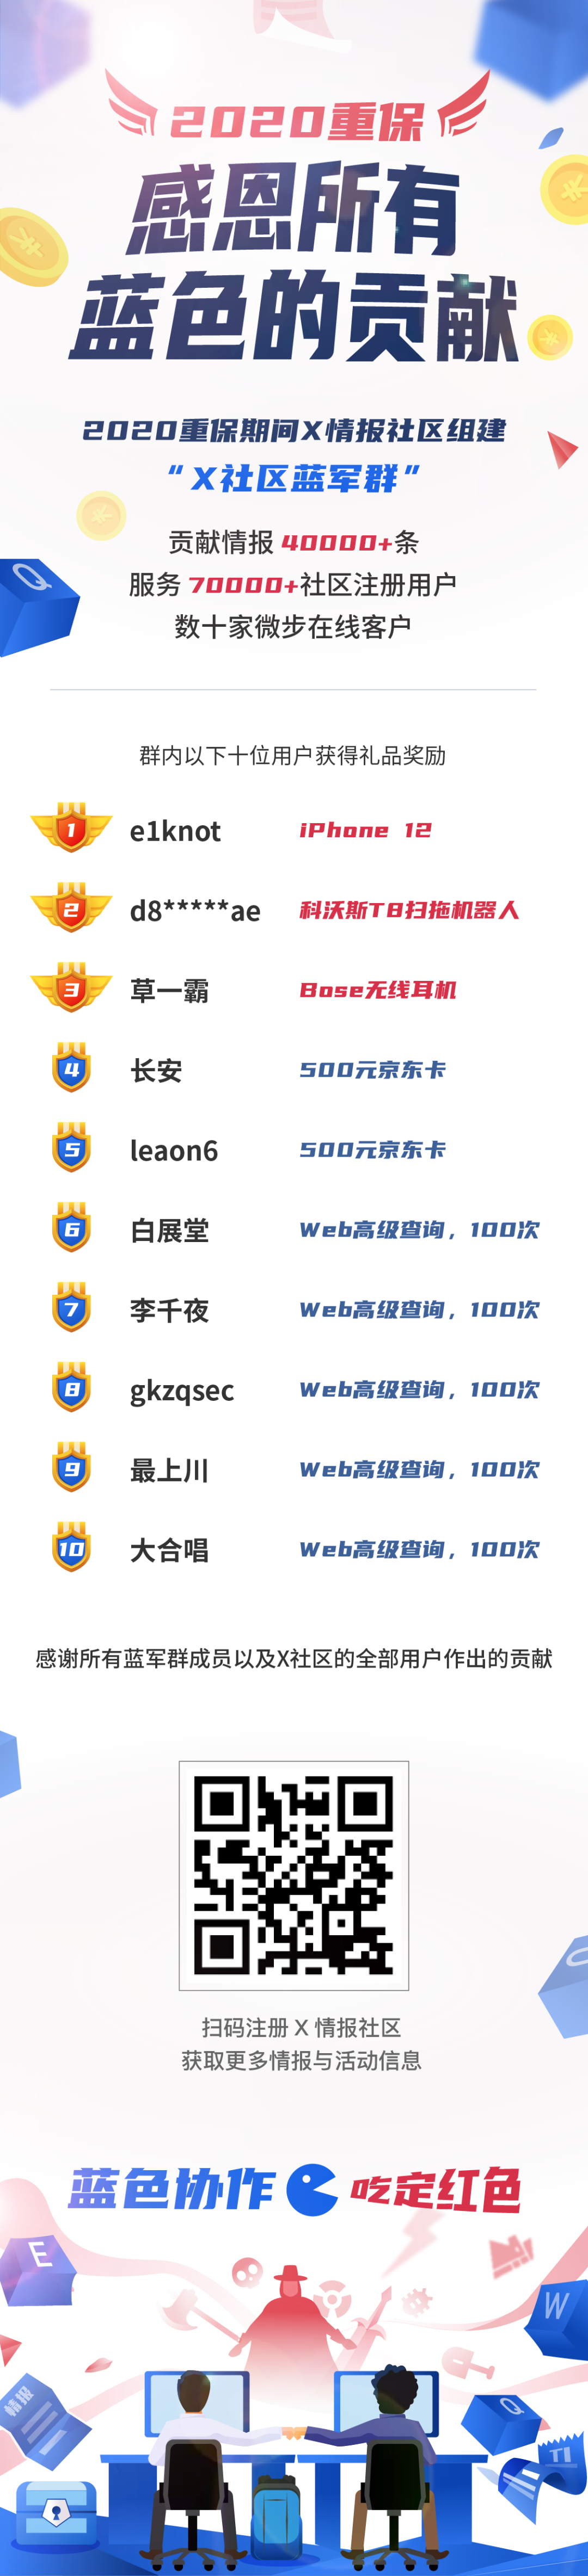 2020重保
感恩所有
蓝色的贡献
2020重保期间X情报社区组建
“X社区蓝军群”
贡献情报 40000+条
服务 70000+社区注册用户
数十家微步在线客户
Q
群内以下十位用户获得礼品奖励
1 e1knot iPhone 12
2 d8*****ae 科沃斯T8扫拖机器人
3 草一霸 Bose无线耳机
4 长安 500元京东卡
5 leaon6 500元京东卡
6 白展堂 Web高级查询，100次
7 李千夜 Web高级查询，100次
8 gkzqsec Web高级查询，100次
9 最上川 Web高级查询，100次
10 大合唱 Web高级查询，100次
感谢所有蓝军群成员以及X社区的全部用户作出的贡献
扫码注册 X 情报社区
获取更多情报与活动信息
蓝色协作 吃定红色
E
W
情报
Q
TI